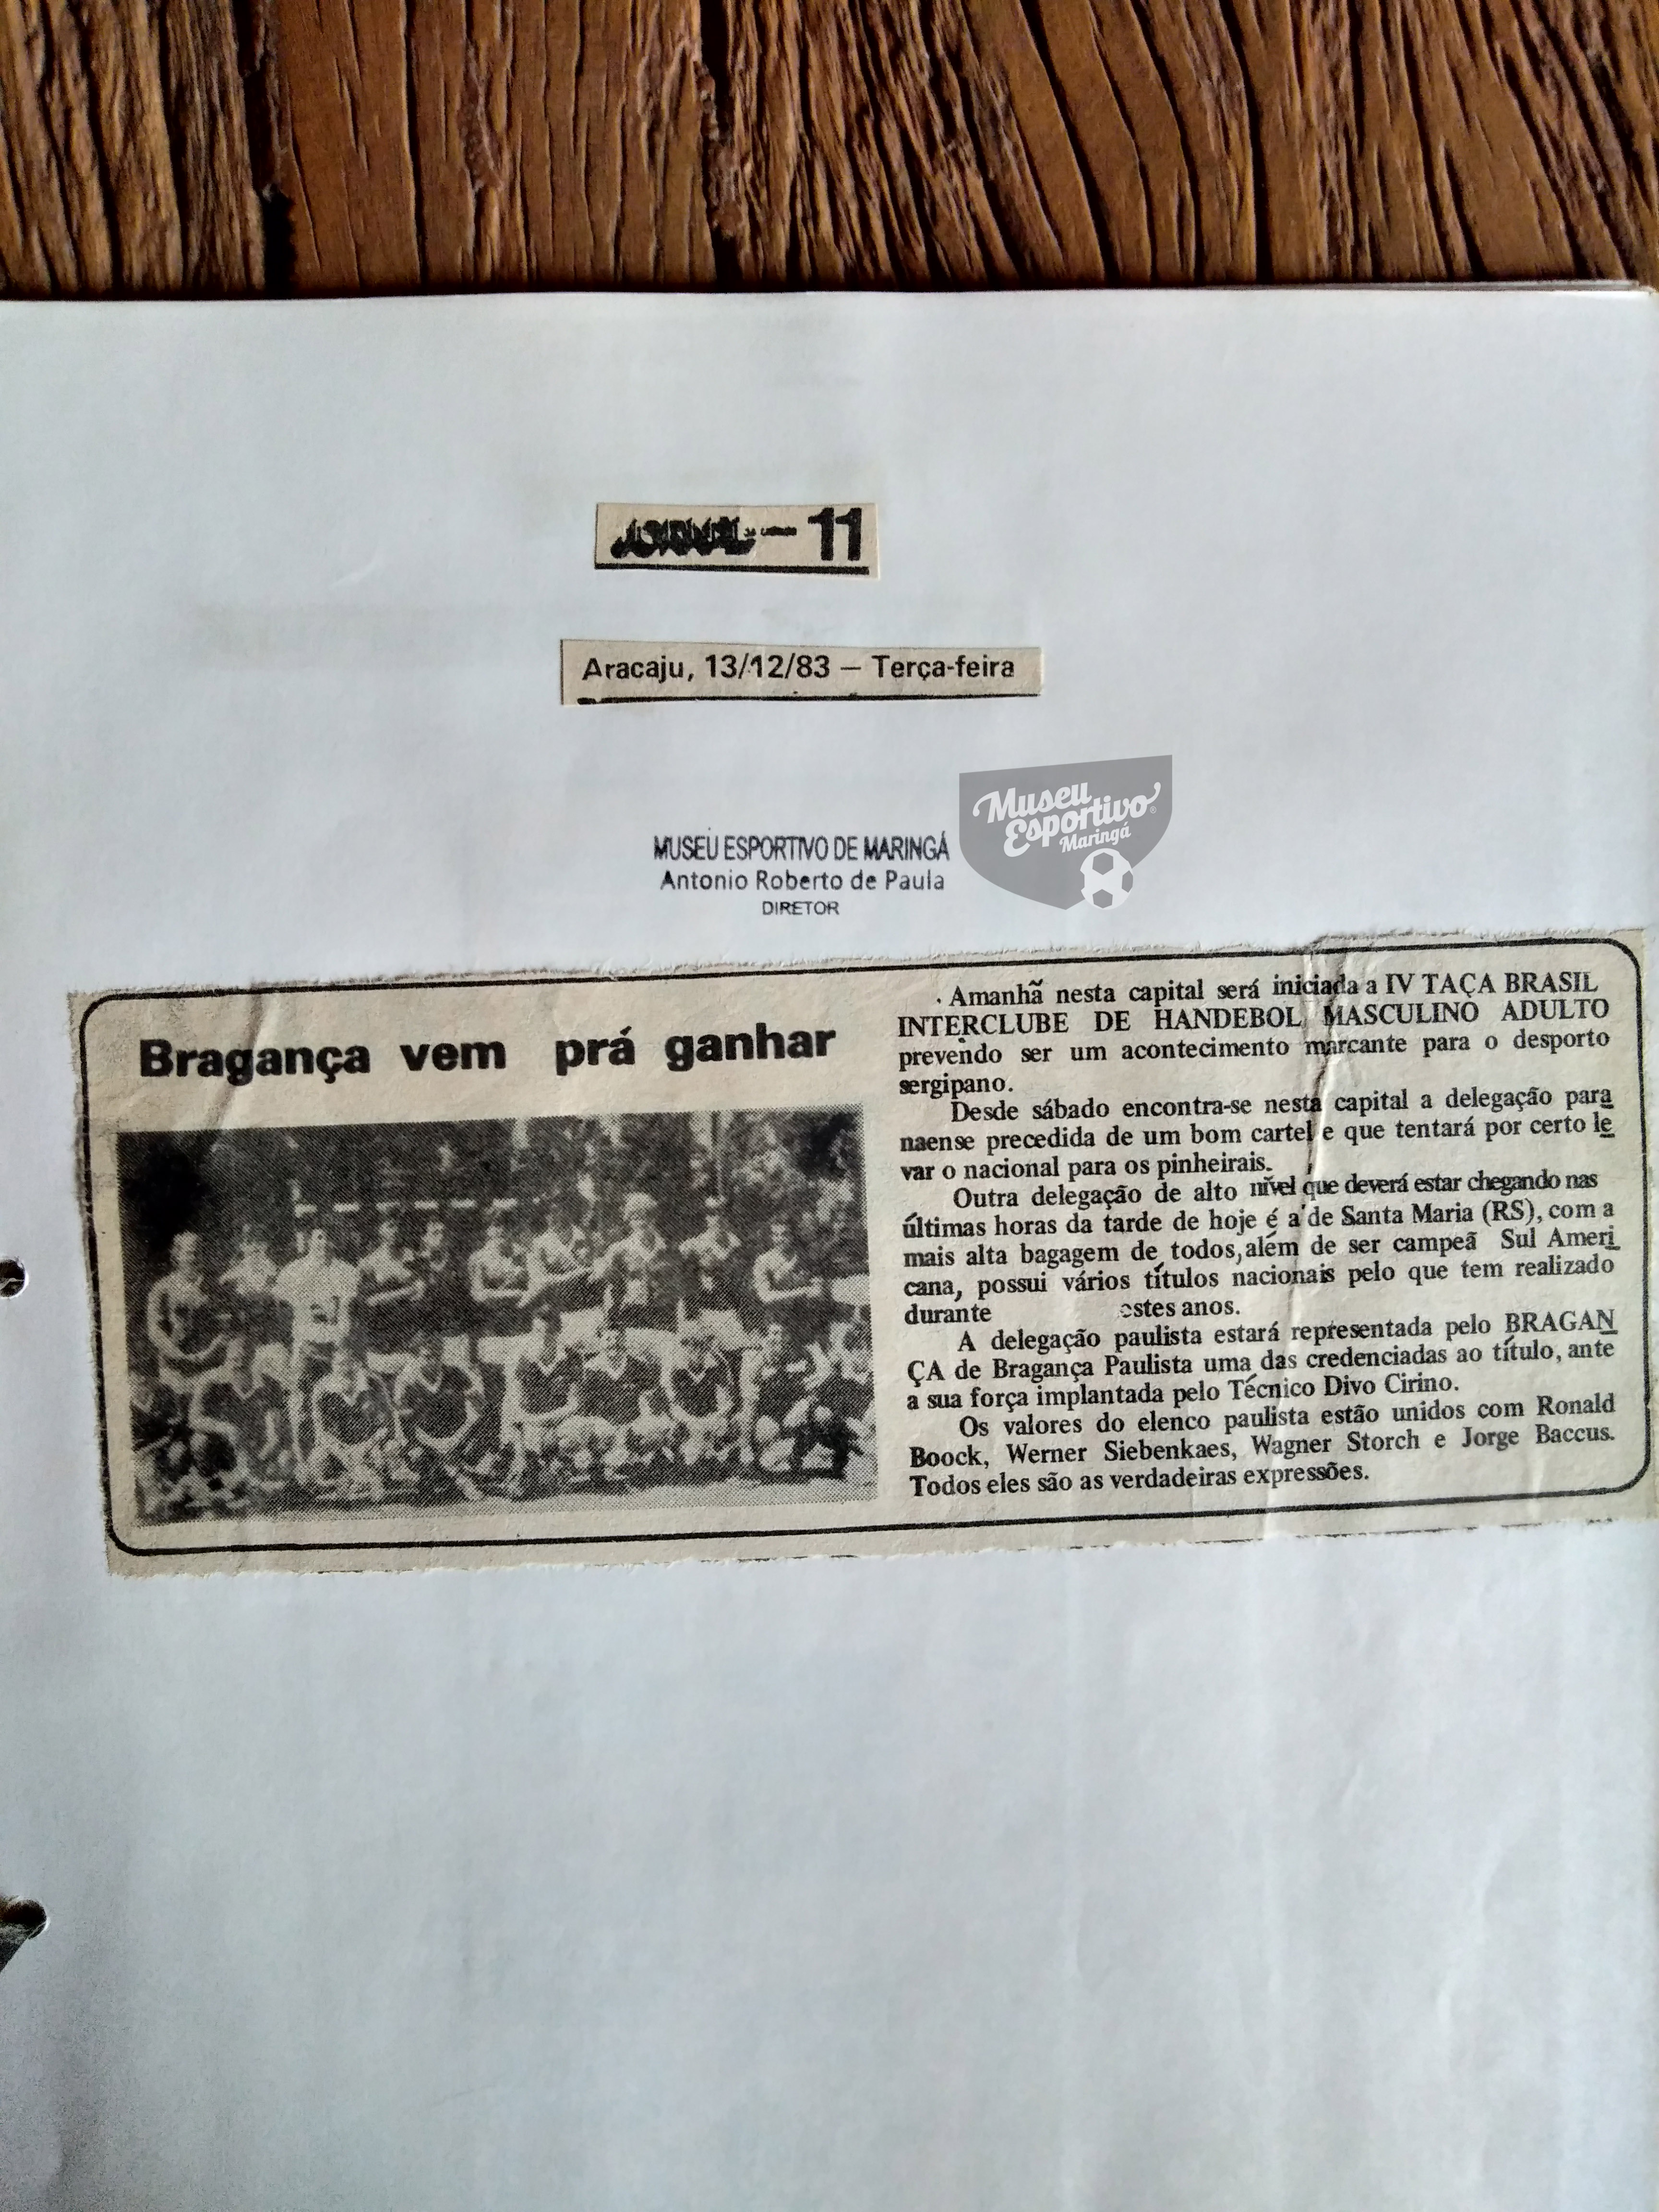 – 11
Aracaju, 13/12/83 — Terça-feira
Museu
Esportivo
Maringá
MUSEU ESPORTIVO DE MARINGÁ
Antonio Roberto de Paula
DIRETOR
Bragança vem prá ganhar
Amanhã nesta capital será iniciada a IV TAÇA BRASIL
INTERCLUBE DE HANDEBOL MASCULINO ADULTO
prevendo ser um acontecimento marcante para o desporto
sergipano.
Desde sábado encontra-se nesta capital a delegação para
naense precedida de um bom cartel e que tentará por certo le
var o nacional para os pinheirais.
Outra delegação de alto nível que deverá estar chegando nas
últimas horas da tarde de hoje é a de Santa Maria (RS), com a
mais alta bagagem de todos, além de ser campeã Sul Ameri
cana, possui vários títulos nacionais pelo que tem realizado
durante estes anos.
A delegação paulista estará representada pelo BRAGAN
ÇA de Bragança Paulista uma das credenciadas ao título, ante
a sua força implantada pelo Técnico Divo Cirino.
Os valores do elenco paulista estão unidos com Ronald
Boock, Werner Siebenkaes, Wagner Storch e Jorge Baccus.
Todos eles são as verdadeiras expressões.